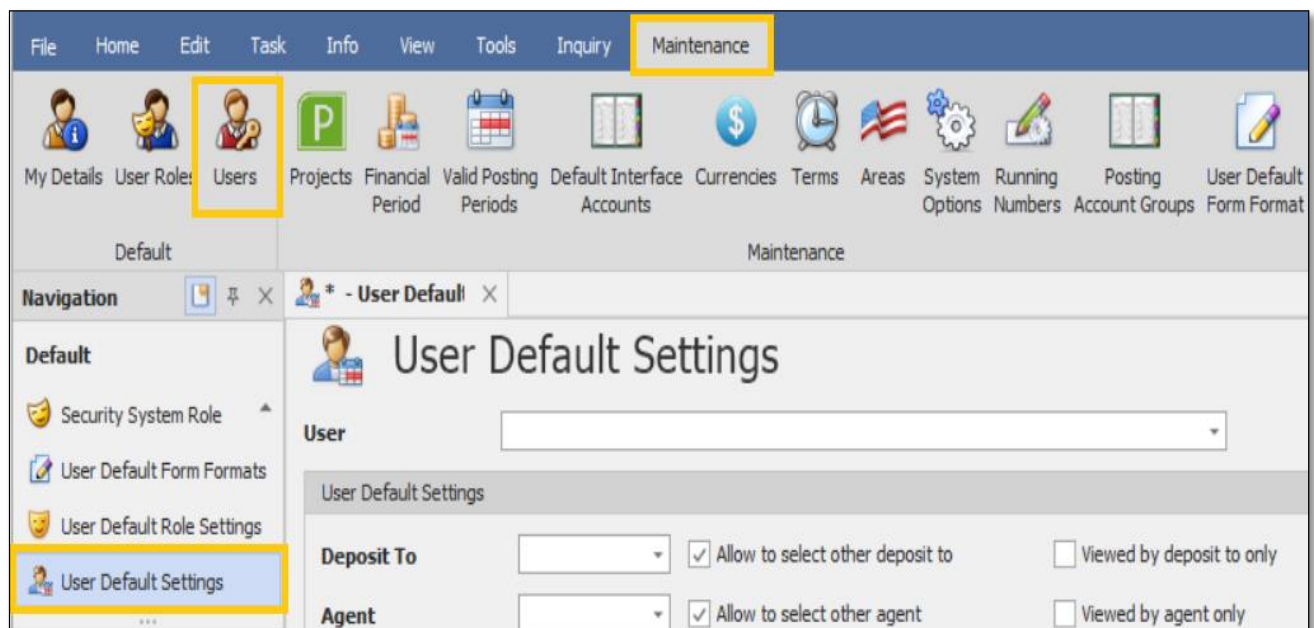 File Home Edit Task Info View Tools Inquiry Maintenance
My Details User Roles Users Projects Financial Valid Posting Default Interface Currencies Terms Areas System Running Posting User Default
Period Periods Accounts Options Numbers Account Groups Form Format
Default Maintenance
Navigation * - User Default
Default
User Default Settings
Security System Role
User
User Default Form Formats
User Default Settings
User Default Role Settings
Deposit To Allow to select other deposit to Viewed by deposit to only
User Default Settings
Agent Allow to select other agent Viewed by agent only